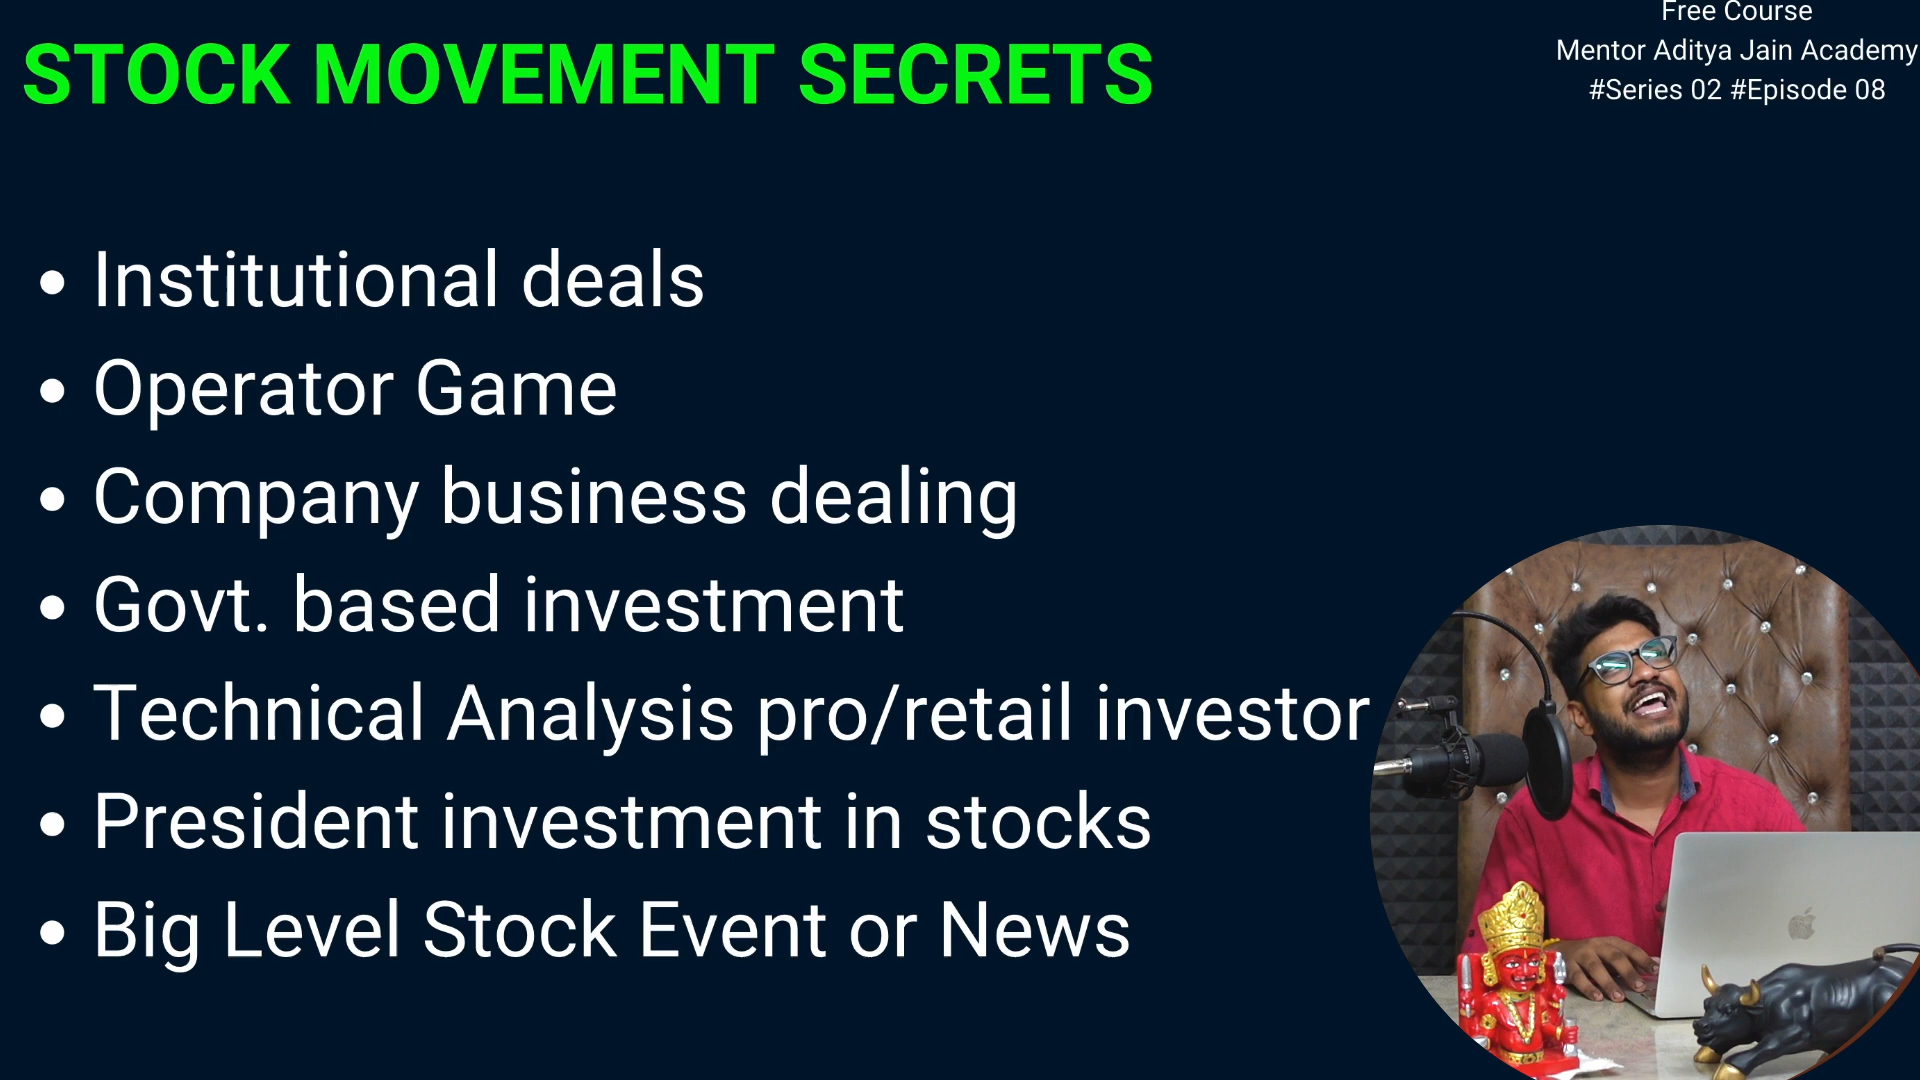 STOCK MOVEMENT SECRETS
Free Course
Mentor Aditya Jain Academy
#Series 02 #Episode 08
• Institutional deals
• Operator Game
• Company business dealing
• Govt. based investment
• Technical Analysis pro/retail investor
• President investment in stocks
• Big Level Stock Event or News